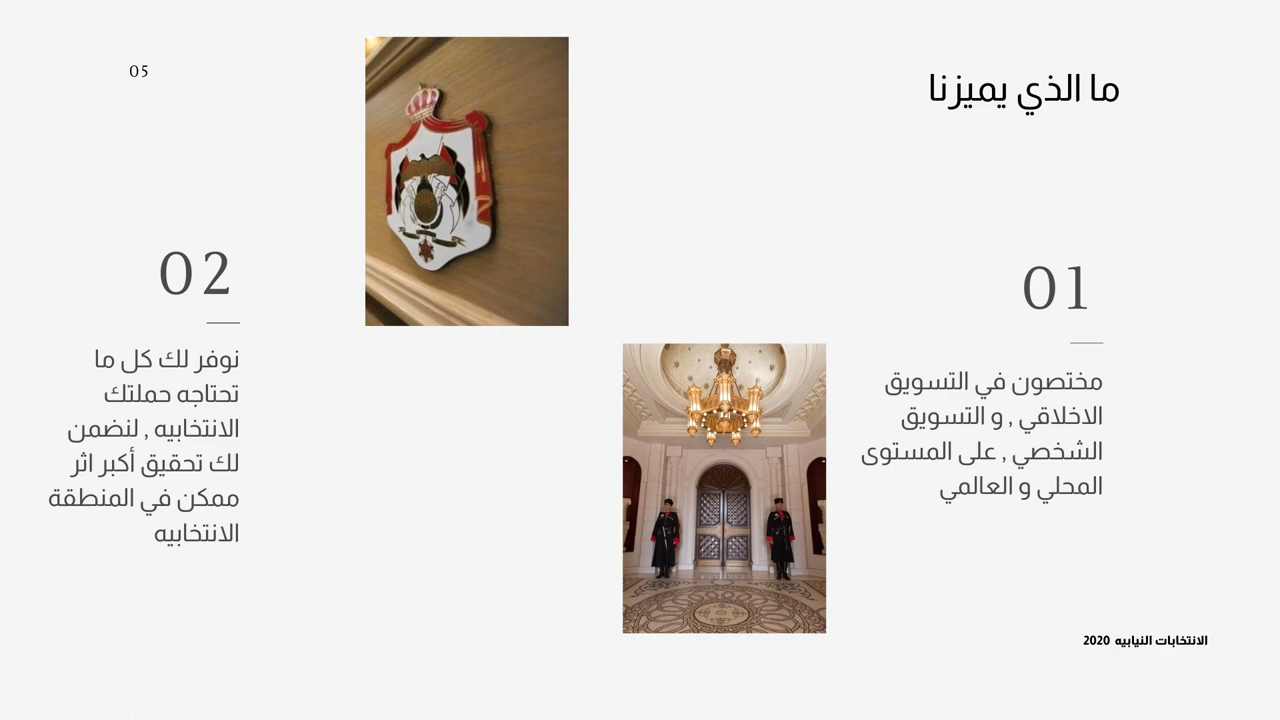 05
ما الذي يميزنا
01
مختصون في التسويق
الاخلاقي , و التسويق
الشخصي , على المستوى
المحلي و العالمي
02
نوفر لك كل ما
تحتاجه حملتك
الانتخابيه , لنضمن
لك تحقيق أكبر اثر
ممكن في المنطقة
الانتخابيه
الانتخابات النيابيه 2020